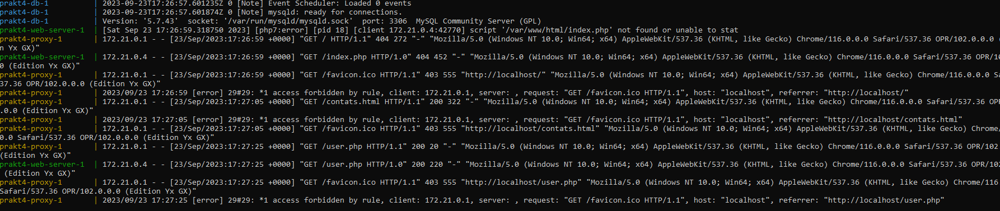 prakt4-db-1          | 2023-09-23T17:26:57.601235Z 0 [Note] Event Scheduler: Loaded 0 events
prakt4-db-1          | 2023-09-23T17:26:57.601874Z 0 [Note] mysqld: ready for connections.
prakt4-db-1          | Version: '5.7.43'  socket: '/var/run/mysqld/mysqld.sock'  port: 3306  MySQL Community Server (GPL)
prakt4-web-server-1  | [Sat Sep 23 17:26:59.318750 2023] [php7:error] [pid 18] [client 172.21.0.4:42770] script '/var/www/html/index.php' not found or unable to stat
prakt4-proxy-1       | 172.21.0.1 - - [23/Sep/2023:17:26:59 +0000] "GET / HTTP/1.1" 404 272 "-" "Mozilla/5.0 (Windows NT 10.0; Win64; x64) AppleWebKit/537.36 (KHTML, like Gecko) Chrome/116.0.0.0 Safari/537.36 OPR/102.0.0.0 (
n Yx GX)"
prakt4-web-server-1  | 172.21.0.4 - - [23/Sep/2023:17:26:59 +0000] "GET /index.php HTTP/1.0" 404 452 "-" "Mozilla/5.0 (Windows NT 10.0; Win64; x64) AppleWebKit/537.36 (KHTML, like Gecko) Chrome/116.0.0.0 Safari/537.36 OPR/1
0 (Edition Yx GX)"
prakt4-proxy-1       | 172.21.0.1 - - [23/Sep/2023:17:26:59 +0000] "GET /favicon.ico HTTP/1.1" 403 555 "http://localhost/" "Mozilla/5.0 (Windows NT 10.0; Win64; x64) AppleWebKit/537.36 (KHTML, like Gecko) Chrome/116.0.0.0 Sa
37.36 OPR/102.0.0.0 (Edition Yx GX)"
prakt4-proxy-1       | 2023/09/23 17:26:59 [error] 29#29: *1 access forbidden by rule, client: 172.21.0.1, server: , request: "GET /favicon.ico HTTP/1.1", host: "localhost", referrer: "http://localhost/"
prakt4-proxy-1       | 172.21.0.1 - - [23/Sep/2023:17:27:05 +0000] "GET /contats.html HTTP/1.1" 200 322 "-" "Mozilla/5.0 (Windows NT 10.0; Win64; x64) AppleWebKit/537.36 (KHTML, like Gecko) Chrome/116.0.0.0 Safari/537.36 OP
.0.0 (Edition Yx GX)"
prakt4-proxy-1       | 2023/09/23 17:27:05 [error] 29#29: *1 access forbidden by rule, client: 172.21.0.1, server: , request: "GET /favicon.ico HTTP/1.1", host: "localhost", referrer: "http://localhost/contats.html"
prakt4-proxy-1       | 172.21.0.1 - - [23/Sep/2023:17:27:05 +0000] "GET /favicon.ico HTTP/1.1" 403 555 "http://localhost/contats.html" "Mozilla/5.0 (Windows NT 10.0; Win64; x64) AppleWebKit/537.36 (KHTML, like Gecko) Chrome/
0.0 Safari/537.36 OPR/102.0.0.0 (Edition Yx GX)"
prakt4-proxy-1       | 172.21.0.1 - - [23/Sep/2023:17:27:25 +0000] "GET /user.php HTTP/1.1" 200 20 "-" "Mozilla/5.0 (Windows NT 10.0; Win64; x64) AppleWebKit/537.36 (KHTML, like Gecko) Chrome/116.0.0.0 Safari/537.36 OPR/102
(Edition Yx GX)"
prakt4-web-server-1  | 172.21.0.4 - - [23/Sep/2023:17:27:25 +0000] "GET /user.php HTTP/1.0" 200 220 "-" "Mozilla/5.0 (Windows NT 10.0; Win64; x64) AppleWebKit/537.36 (KHTML, like Gecko) Chrome/116.0.0.0 Safari/537.36 OPR/102
(Edition Yx GX)"
prakt4-proxy-1       | 172.21.0.1 - - [23/Sep/2023:17:27:25 +0000] "GET /favicon.ico HTTP/1.1" 403 555 "http://localhost/user.php" "Mozilla/5.0 (Windows NT 10.0; Win64; x64) AppleWebKit/537.36 (KHTML, like Gecko) Chrome/116
Safari/537.36 OPR/102.0.0.0 (Edition Yx GX)"
prakt4-proxy-1       | 2023/09/23 17:27:25 [error] 29#29: *1 access forbidden by rule, client: 172.21.0.1, server: , request: "GET /favicon.ico HTTP/1.1", host: "localhost", referrer: "http://localhost/user.php"